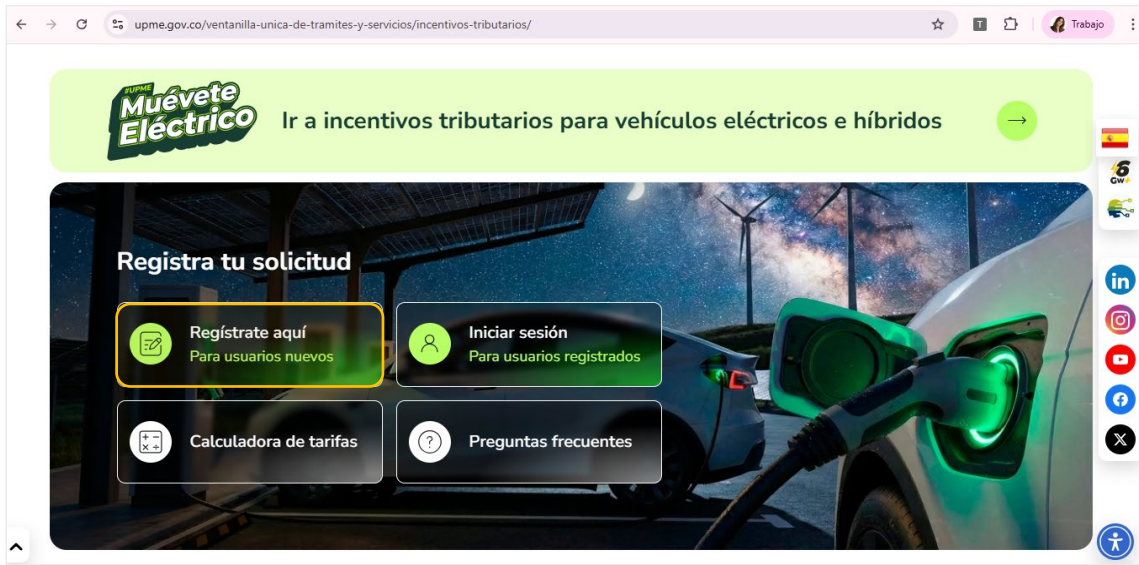 upme.gov.co/ventanilla-unica-de-tramites-y-servicios/incentivos-tributarios/
T
Trabajo
#UPME
Muévete
Eléctrico
Ir a incentivos tributarios para vehículos eléctricos e híbridos
6
GW+
Registra tu solicitud
Regístrate aquí
Para usuarios nuevos
Iniciar sesión
Para usuarios registrados
Calculadora de tarifas
Preguntas frecuentes